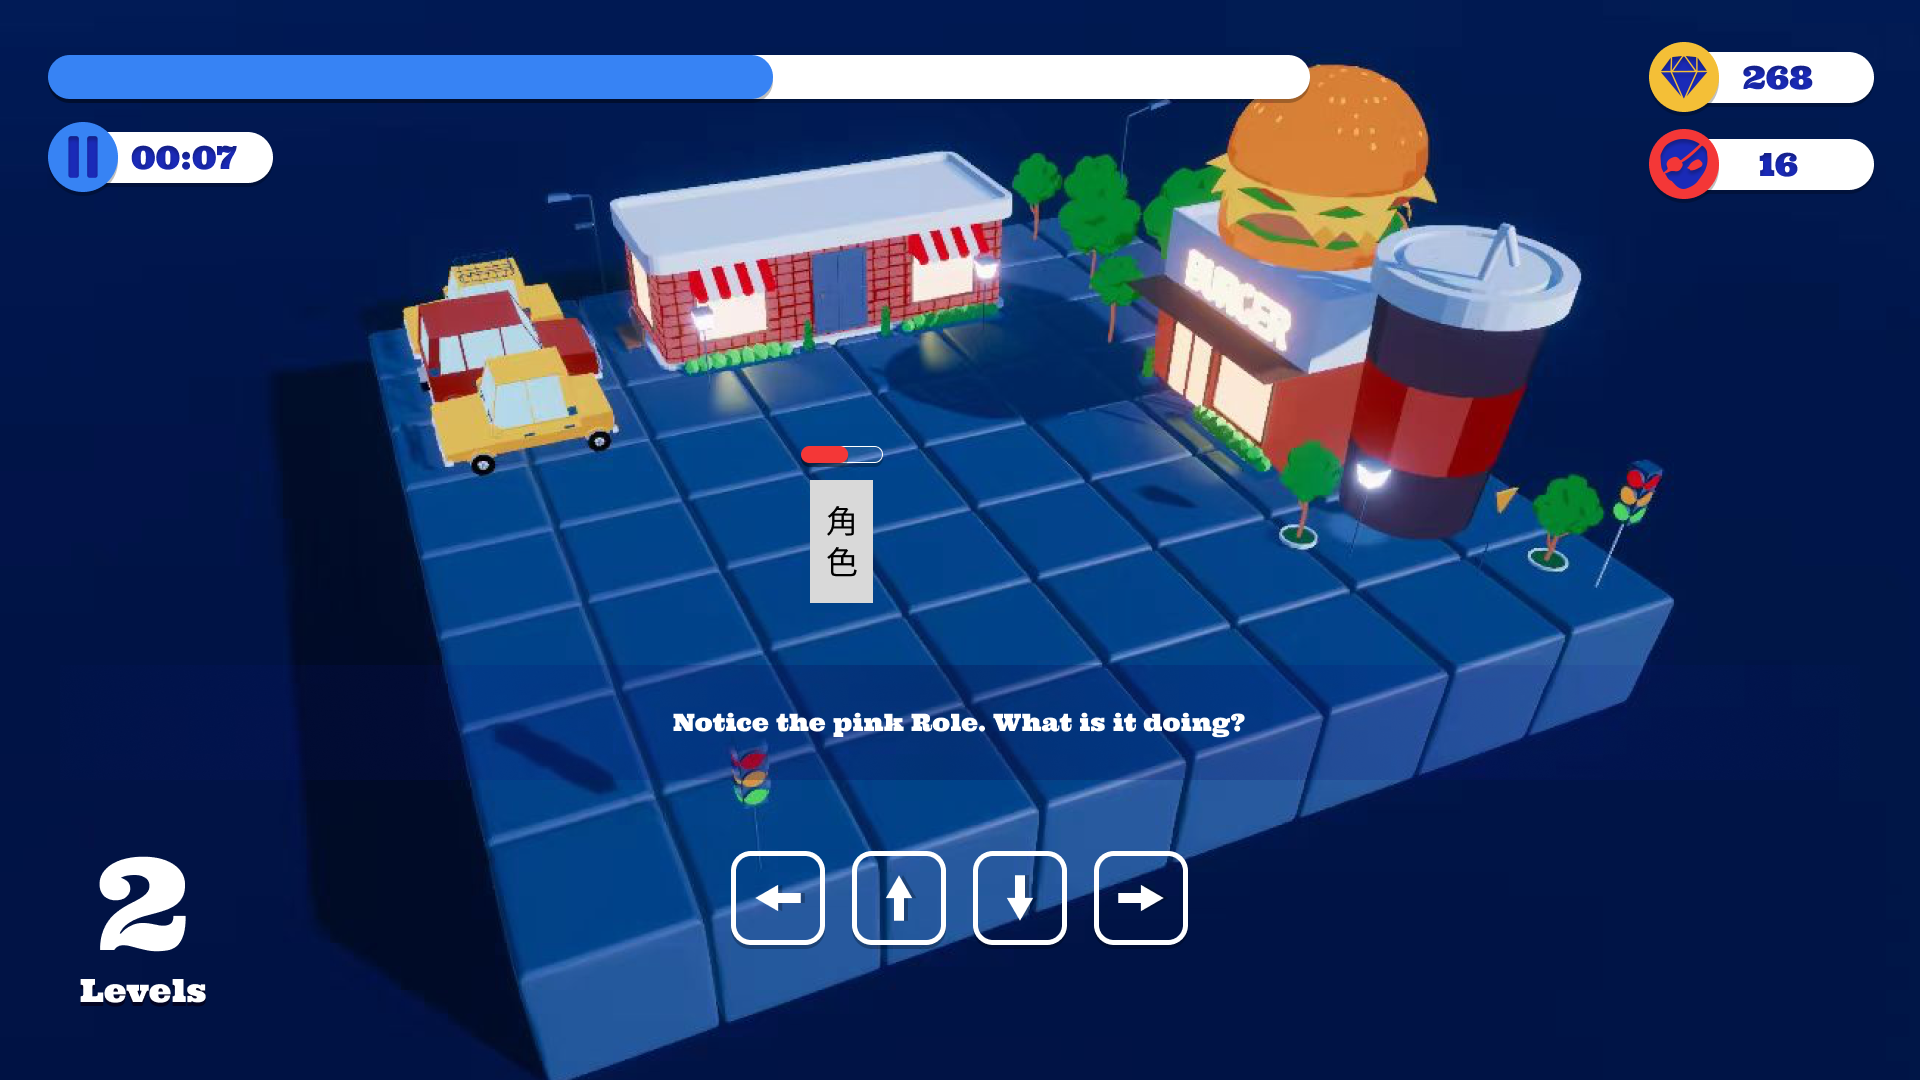 268
00:07
16
BURGER
角
色
Notice the pink Role. What is it doing?
2
Levels